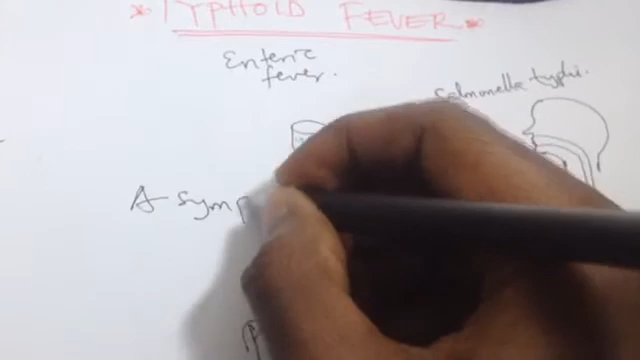 * TYPHOID FEVER *
Enteric
fever.
Salmonella typhi.
A symp